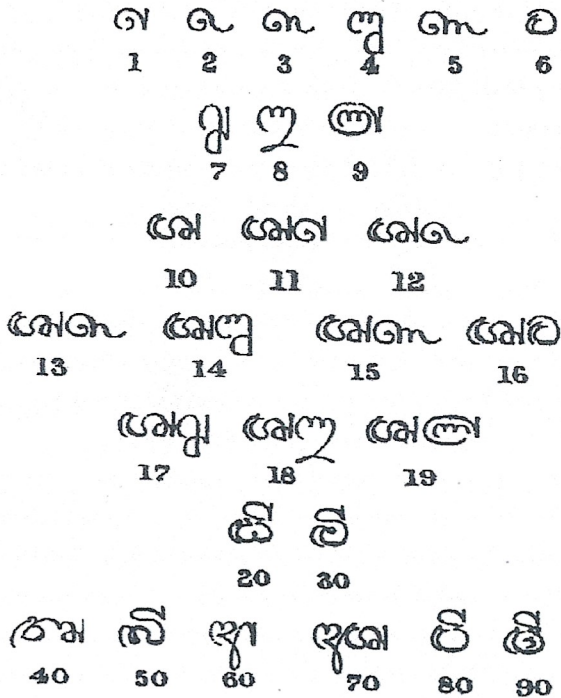 𑇡 𑇢 𑇣 𑇤 𑇥 𑇦
1 2 3 4 5 6
𑇧 𑇨 𑇩
7 8 9
𑇪 𑇪𑇡 𑇪𑇢
10 11 12
𑇪𑇣 𑇪𑇤 𑇪𑇥 𑇪𑇦
13 14 15 16
𑇪𑇧 𑇪𑇨 𑇪𑇩
17 18 19
𑇫 𑇬
20 30
𑇭 𑇮 𑇯 𑇰 𑇱 𑇲
40 50 60 70 80 90